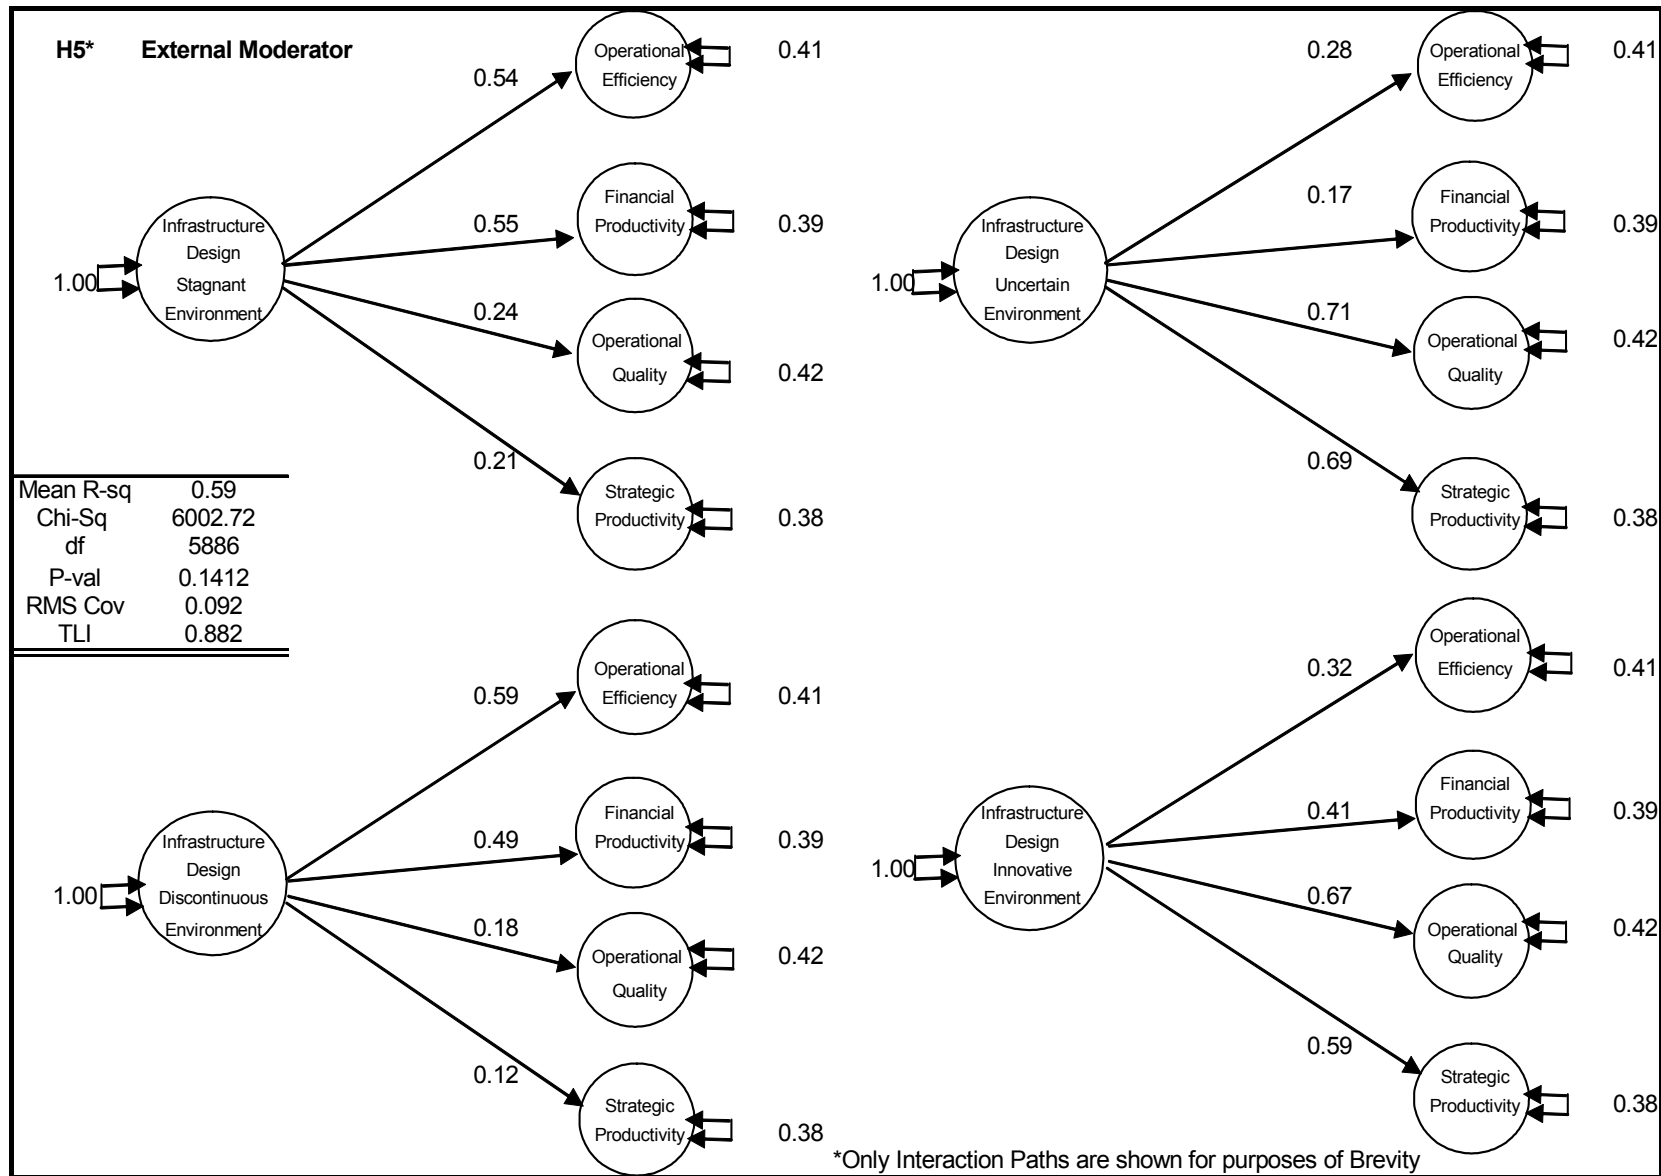 H5* External Moderator
0.54
Operational
Efficiency
0.41
0.55
Financial
Productivity
0.39
Infrastructure
Design
Stagnant
Environment
1.00
0.24
Operational
Quality
0.42
0.21
Strategic
Productivity
0.38
0.28
Operational
Efficiency
0.41
0.17
Financial
Productivity
0.39
Infrastructure
Design
Uncertain
Environment
1.00
0.71
Operational
Quality
0.42
0.69
Strategic
Productivity
0.38
Mean R-sq 0.59
Chi-Sq 6002.72
df 5886
P-val 0.1412
RMS Cov 0.092
TLI 0.882
0.59
Operational
Efficiency
0.41
0.49
Financial
Productivity
0.39
Infrastructure
Design
Discontinuous
Environment
1.00
0.18
Operational
Quality
0.42
0.12
Strategic
Productivity
0.38
0.32
Operational
Efficiency
0.41
0.41
Financial
Productivity
0.39
Infrastructure
Design
Innovative
Environment
1.00
0.67
Operational
Quality
0.42
0.59
Strategic
Productivity
0.38
*Only Interaction Paths are shown for purposes of Brevity